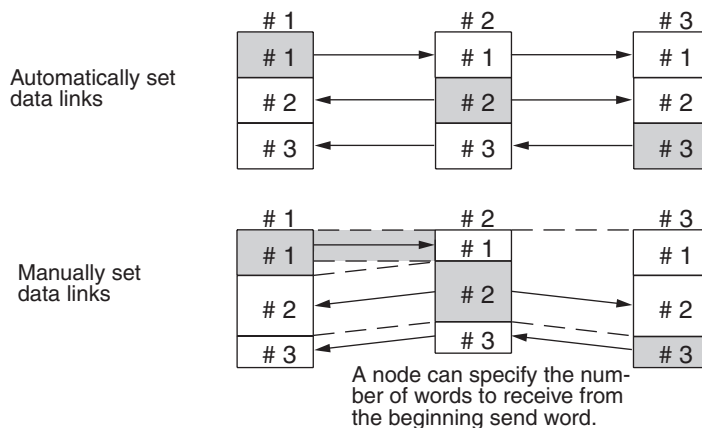 # 1 # 2 # 3
Automatically set
data links
# 1 # 1 # 1
# 2 # 2 # 2
# 3 # 3 # 3
# 1 # 2 # 3
Manually set
data links
# 1 # 1 # 1
# 2 # 2 # 2
# 3 # 3 # 3
A node can specify the num-
ber of words to receive from
the beginning send word.